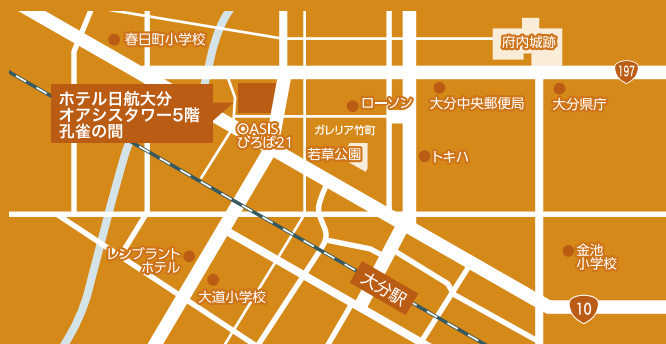 春日町小学校
府内城跡
197
ホテル日航大分
オアシスタワー5階
孔雀の間
ローソン
大分中央郵便局
大分県庁
OASIS
ひろば21
ガレリア竹町
若草公園
トキハ
レンブラント
ホテル
金池
小学校
大分駅
大道小学校
10